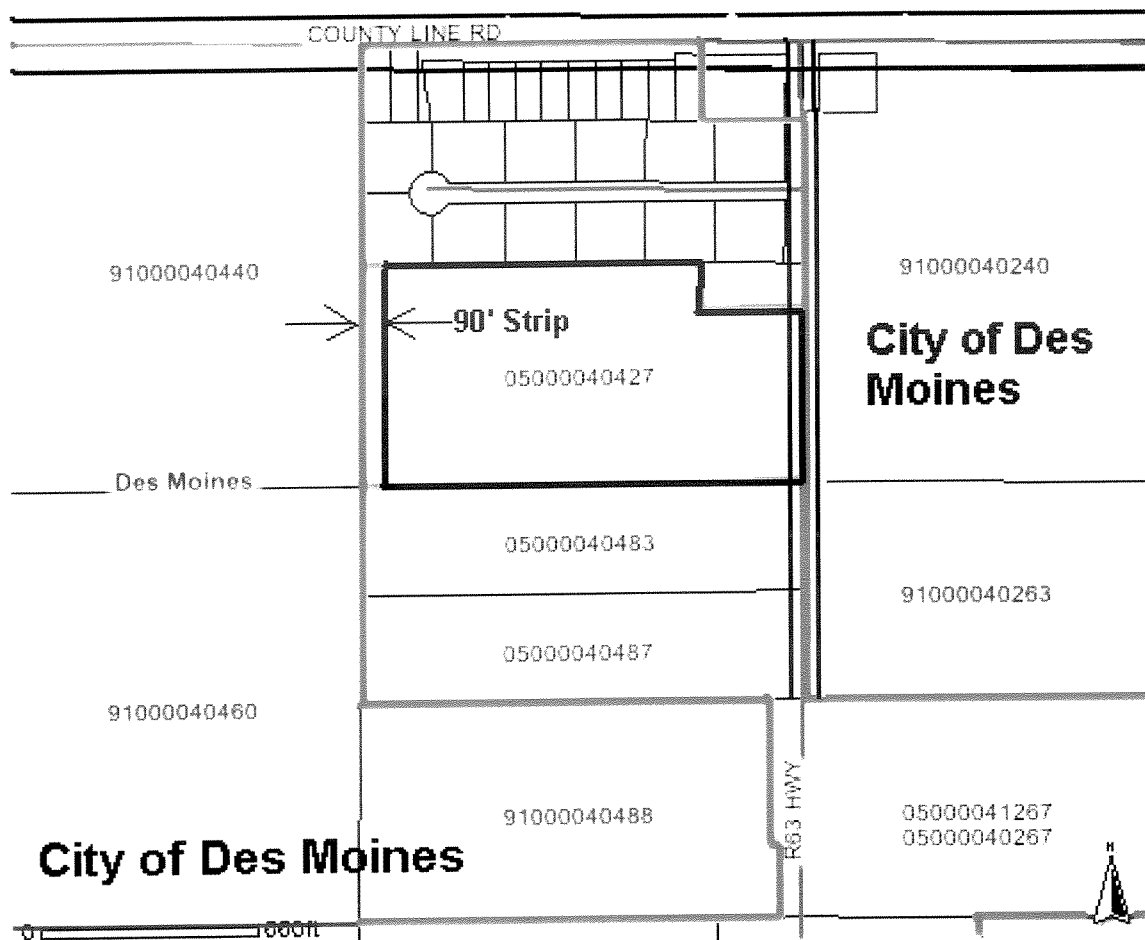 COUNTY LINE RD
91000040440
91000040240
90' Strip
City of Des
Moines
05000040427
Des Moines
05000040483
91000040263
05000040487
91000040460
R63 HWY
91000040488
05000041267
05000040267
City of Des Moines
N
0